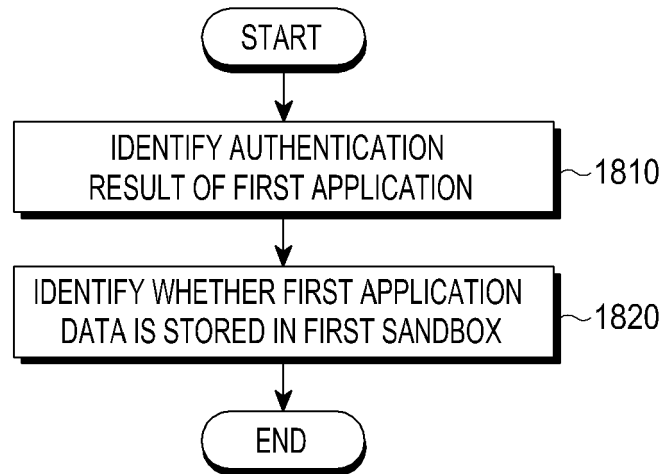 START
IDENTIFY AUTHENTICATION
RESULT OF FIRST APPLICATION
1810
IDENTIFY WHETHER FIRST APPLICATION
DATA IS STORED IN FIRST SANDBOX
1820
END